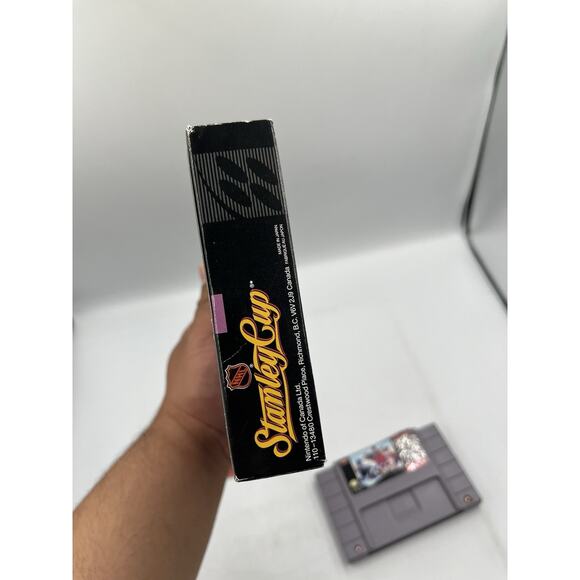 NHL
Stanley Cup®
Nintendo of Canada Ltd.
110-13480 Crestwood Place, Richmond, B.C. V6V 2J9 Canada
MADE IN JAPAN
FABRIQUÉ AU JAPON